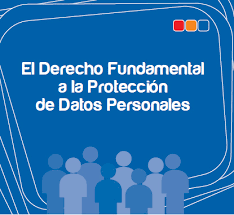 El Derecho Fundamental
a la Protección
de Datos Personales